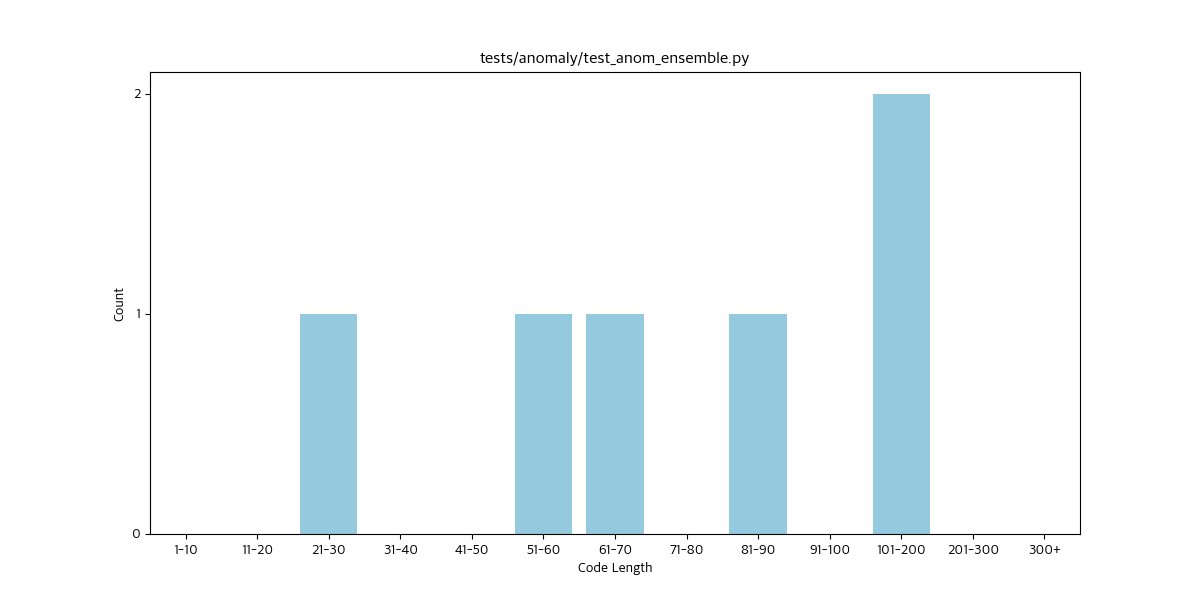 tests/anomaly/test_anom_ensemble.py
2
1
0
Count
1-10 11-20 21-30 31-40 41-50 51-60 61-70 71-80 81-90 91-100 101-200 201-300 300+
Code Length